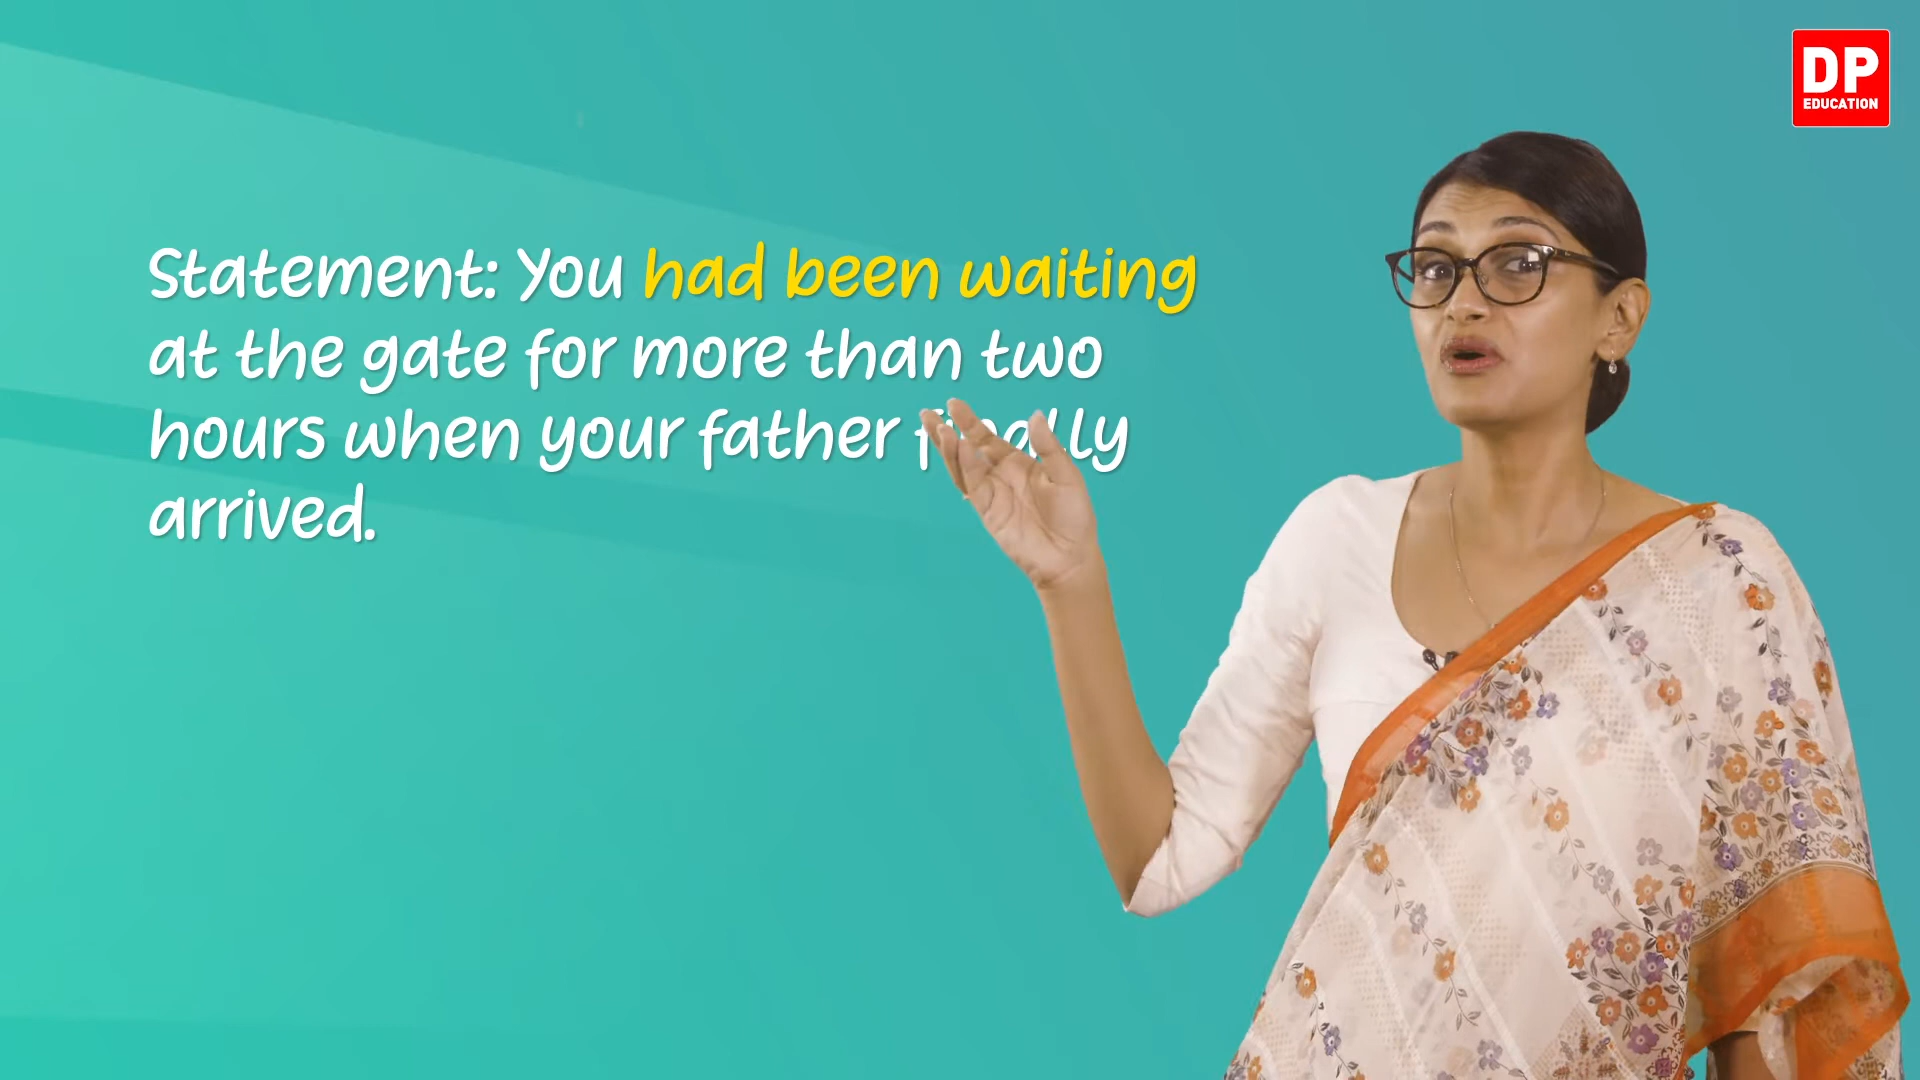 DP
EDUCATION
Statement: You had been waiting
at the gate for more than two
hours when your father finally
arrived.